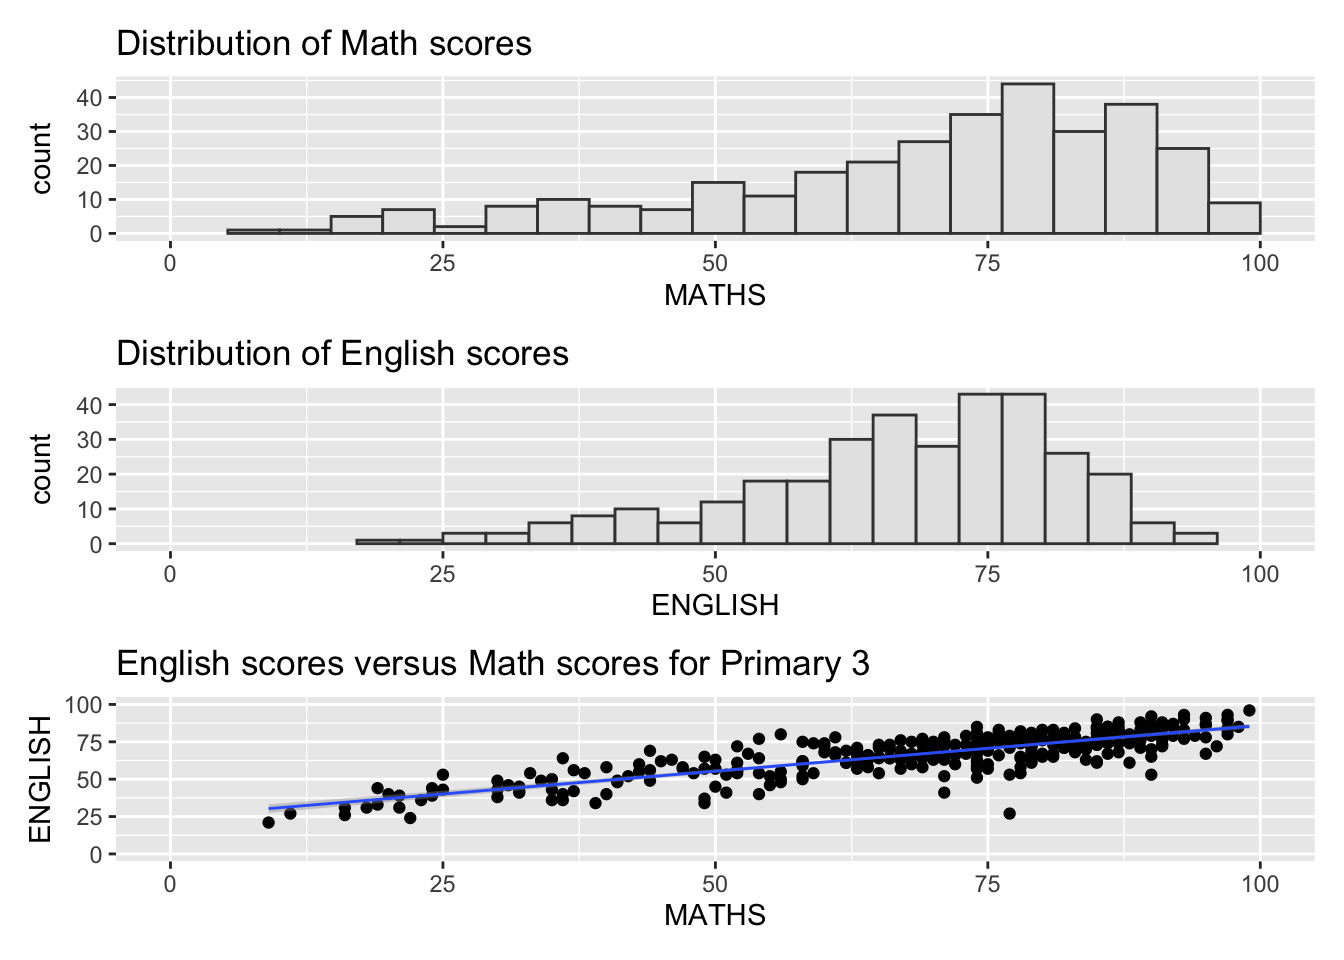 Distribution of Math scores
count
40
30
20
10
0
0 25 50 75 100
MATHS
Distribution of English scores
count
40
30
20
10
0
0 25 50 75 100
ENGLISH
English scores versus Math scores for Primary 3
ENGLISH
100
75
50
25
0
0 25 50 75 100
MATHS